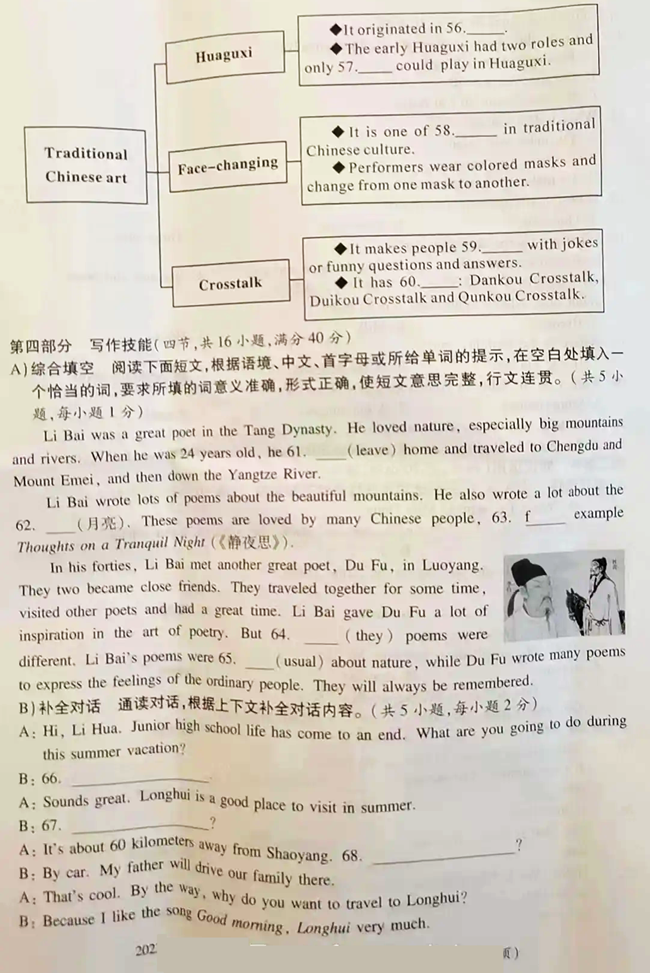 ◆It originated in 56.______.
◆The early Huaguxi had two roles and
only 57._____ could play in Huaguxi.
Huaguxi
◆It is one of 58.______ in traditional
Chinese culture.
◆Performers wear colored masks and
change from one mask to another.
Traditional
Chinese art
Face-changing
◆It makes people 59.______ with jokes
or funny questions and answers.
◆It has 60._____: Dankou Crosstalk,
Duikou Crosstalk and Qunkou Crosstalk.
Crosstalk
第四部分 写作技能(四节,共16小题,满分40分)
A)综合填空 阅读下面短文,根据语境、中文、首字母或所给单词的提示,在空白处填入一
个恰当的词,要求所填的词意义准确,形式正确,使短文意思完整,行文连贯。(共5小
题,每小题1分)
Li Bai was a great poet in the Tang Dynasty. He loved nature, especially big mountains
and rivers. When he was 24 years old, he 61. ____(leave) home and traveled to Chengdu and
Mount Emei, and then down the Yangtze River.
Li Bai wrote lots of poems about the beautiful mountains. He also wrote a lot about the
62. ____(月亮). These poems are loved by many Chinese people, 63. f____ example
Thoughts on a Tranquil Night (《静夜思》).
In his forties, Li Bai met another great poet, Du Fu, in Luoyang.
They two became close friends. They traveled together for some time,
visited other poets and had a great time. Li Bai gave Du Fu a lot of
inspiration in the art of poetry. But 64. ____ (they) poems were
different. Li Bai's poems were 65. ____(usual) about nature, while Du Fu wrote many poems
to express the feelings of the ordinary people. They will always be remembered.
B)补全对话 通读对话,根据上下文补全对话内容。(共5小题,每小题2分)
A: Hi, Li Hua. Junior high school life has come to an end. What are you going to do during
this summer vacation?
B: 66. ______________.
A: Sounds great. Longhui is a good place to visit in summer.
B: 67. ______________?
A: It's about 60 kilometers away from Shaoyang. 68. ______________?
B: By car. My father will drive our family there.
A: That's cool. By the way, why do you want to travel to Longhui?
B: Because I like the song Good morning, Longhui very much.
202
页)